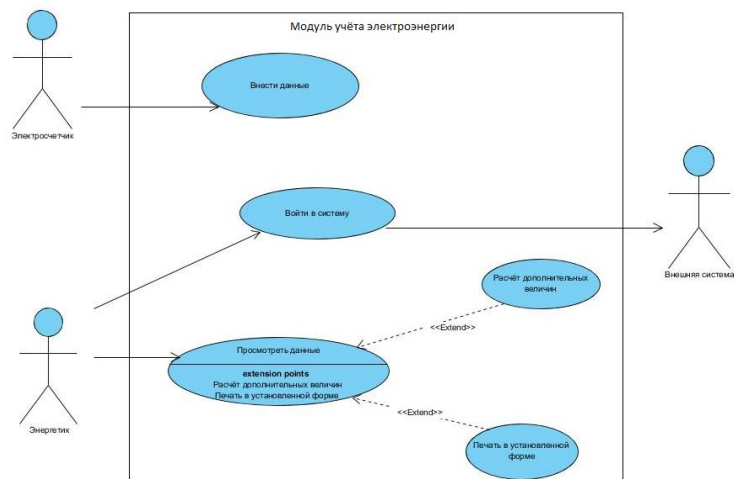 Модуль учёта электроэнергии
Внести данные
Электросчетчик
Войти в систему
Внешняя система
Расчёт дополнительных
величин
<<Extend>>
Просмотреть данные
extension points
Расчёт дополнительных величин
Печать в установленной форме
<<Extend>>
Энергетик
Печать в установленной
форме